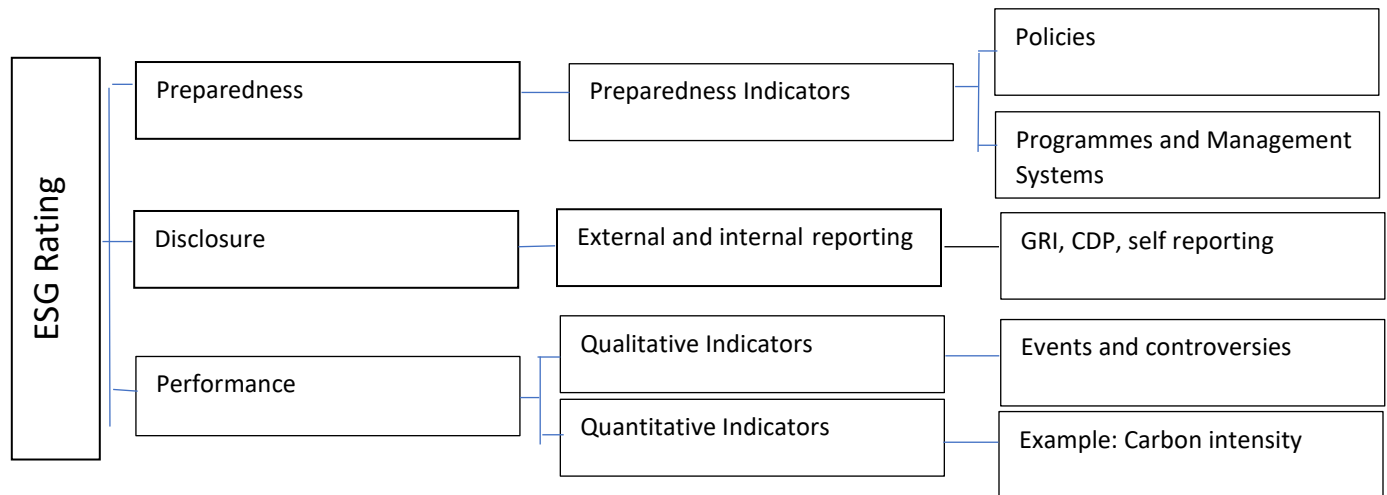 ESG Rating
Preparedness
Preparedness Indicators
Policies
Programmes and Management
Systems
Disclosure
External and internal reporting
GRI, CDP, self reporting
Performance
Qualitative Indicators
Events and controversies
Quantitative Indicators
Example: Carbon intensity